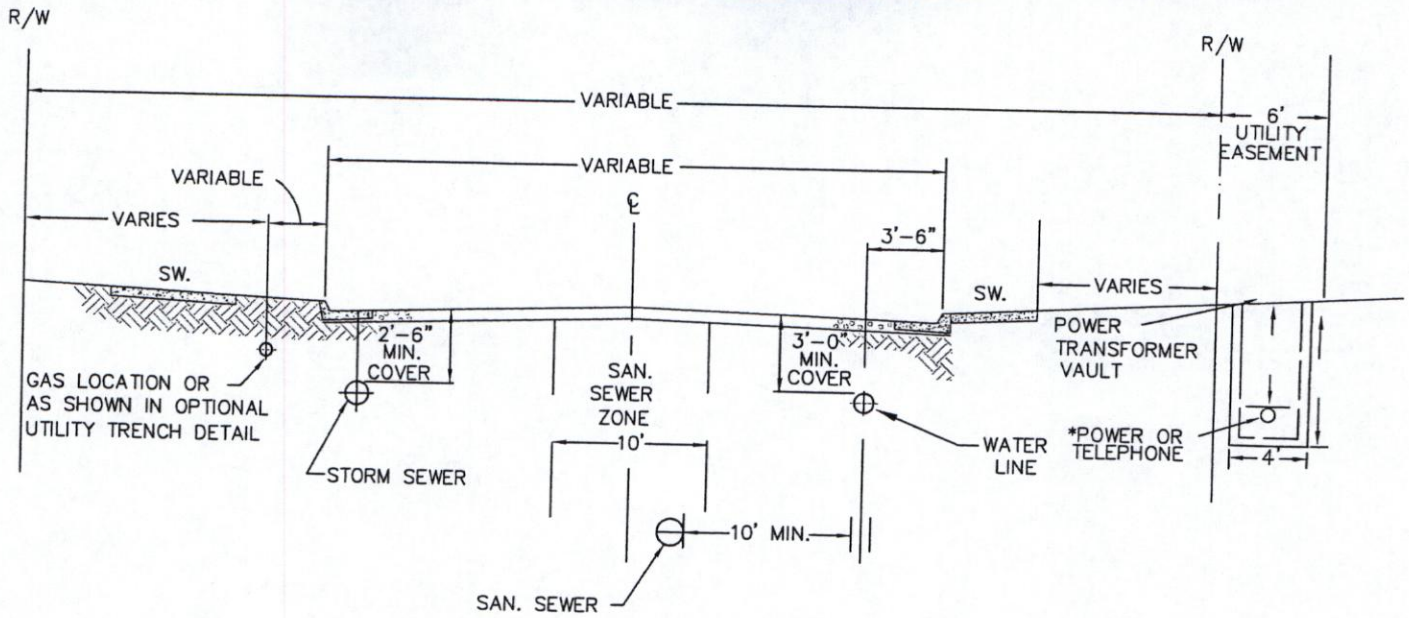 R/W
R/W
VARIABLE
6'
UTILITY
EASEMENT
VARIABLE
VARIABLE
℄
VARIES
3'-6"
SW.
SW.
VARIES
2'-6"
MIN.
COVER
3'-0"
MIN.
COVER
POWER
TRANSFORMER
VAULT
GAS LOCATION OR
AS SHOWN IN OPTIONAL
UTILITY TRENCH DETAIL
SAN.
SEWER
ZONE
10'
STORM SEWER
WATER
LINE
*POWER OR
TELEPHONE
4'
10' MIN.
SAN. SEWER